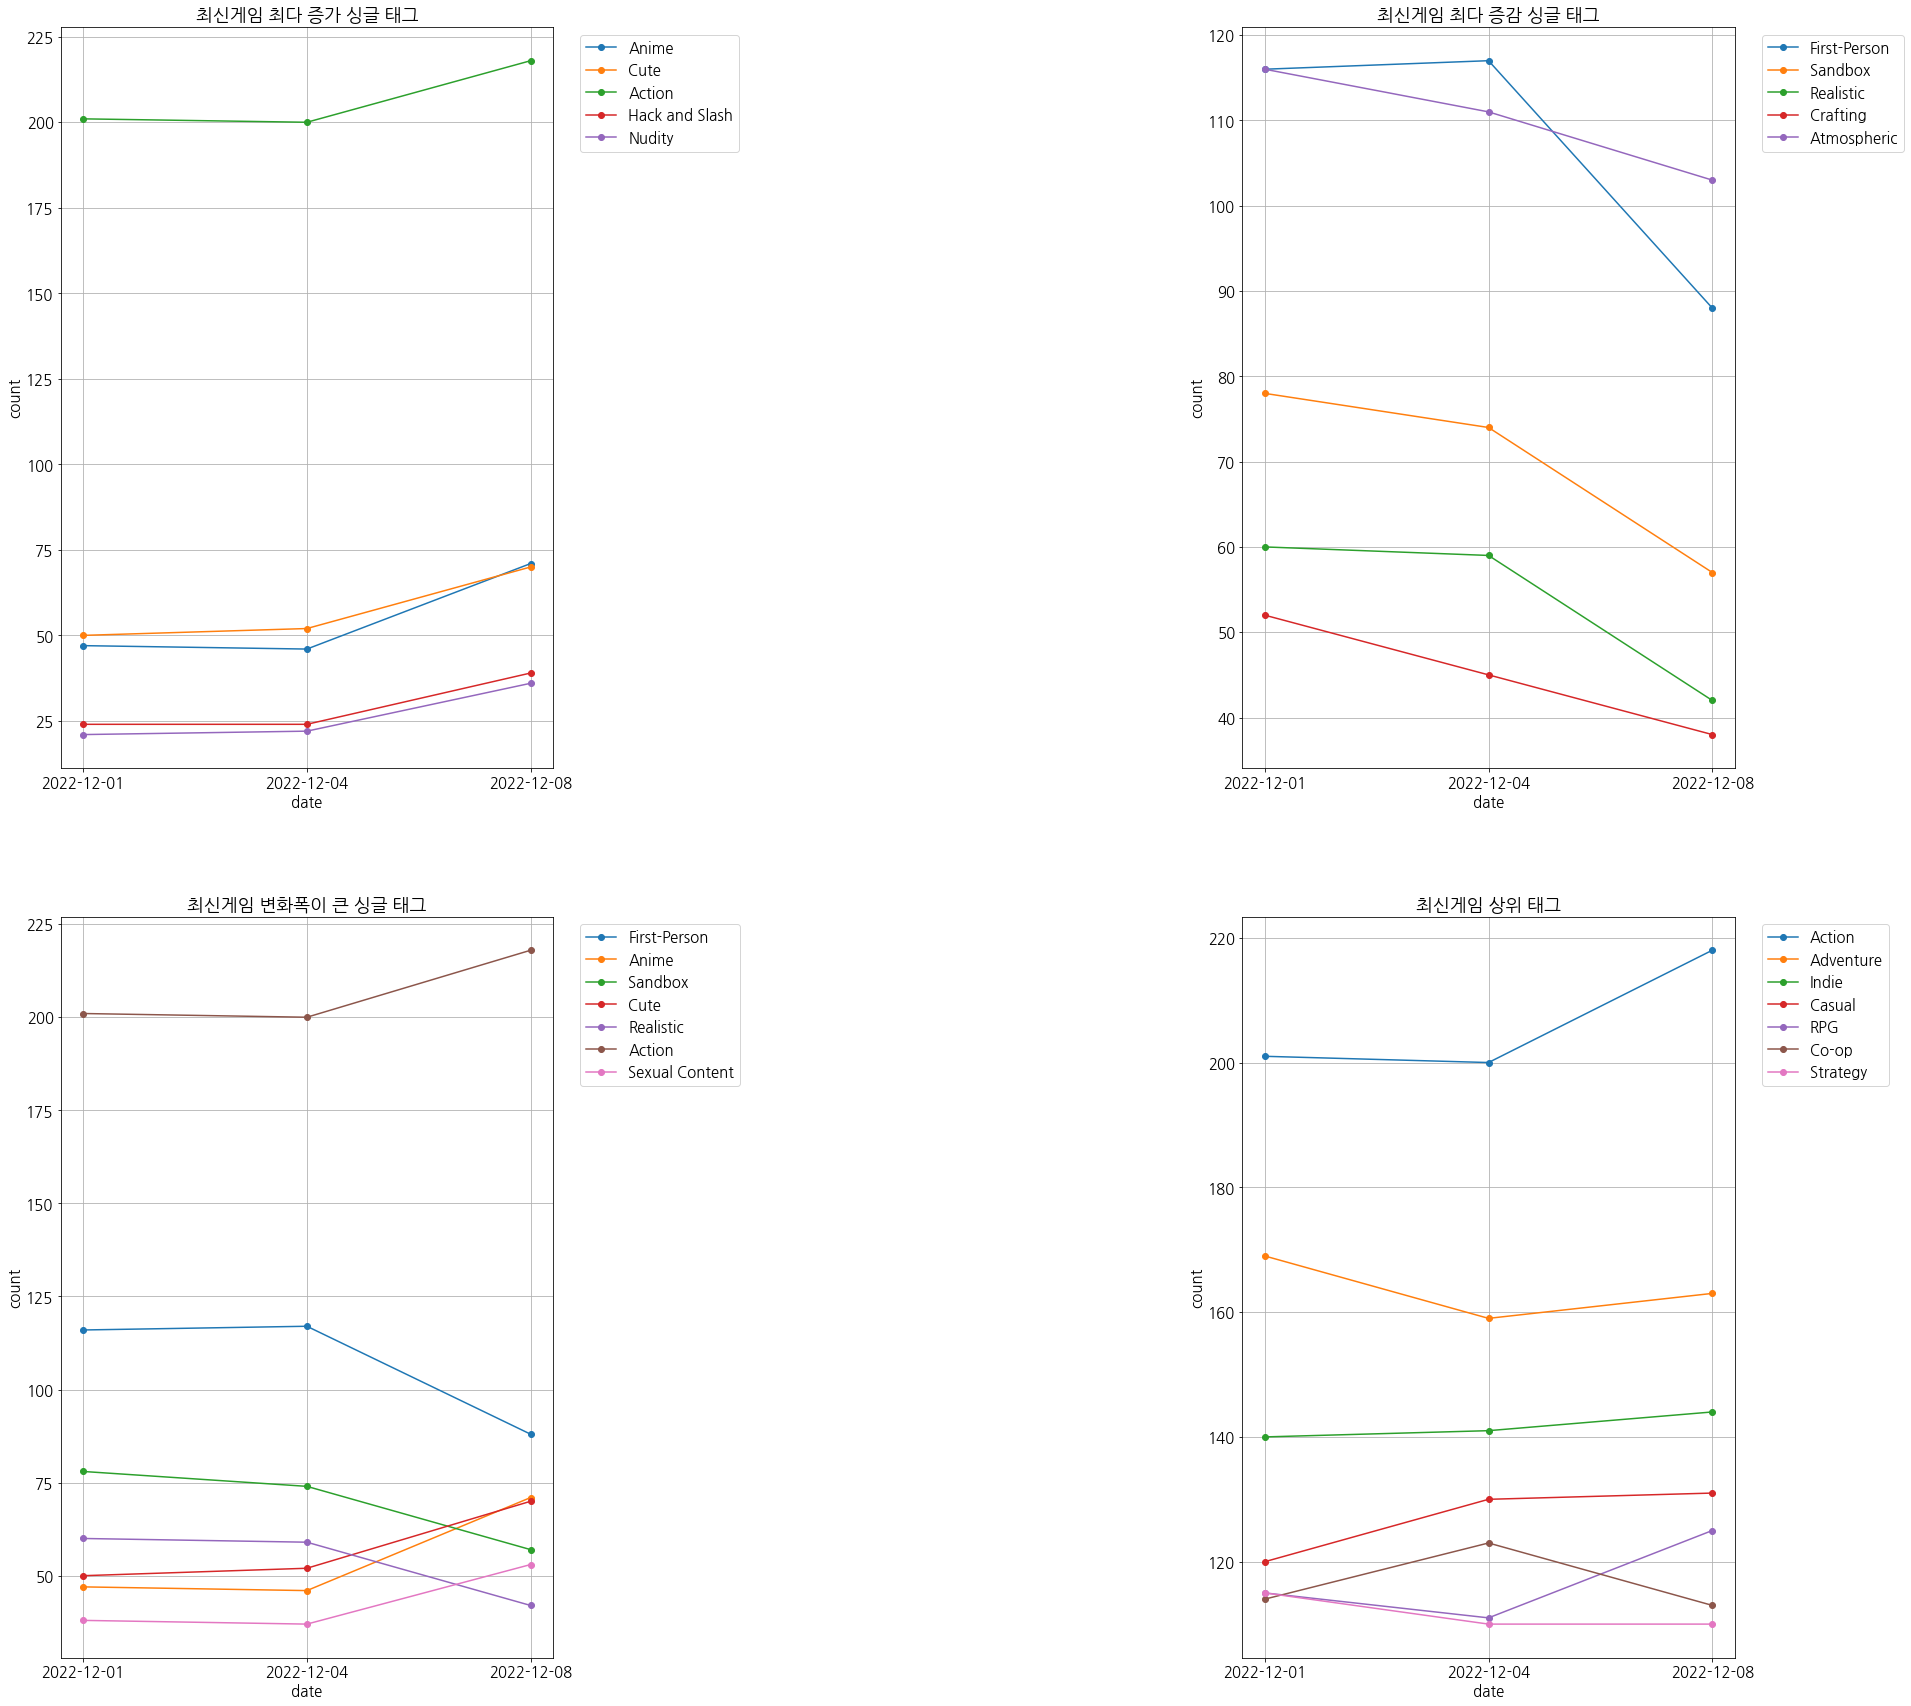 최신게임 최다 증가 싱글 태그
225
200
175
150
125
100
75
50
25
count
2022-12-01 2022-12-04 2022-12-08
date
Anime
Cute
Action
Hack and Slash
Nudity
최신게임 최다 증감 싱글 태그
120
110
100
90
80
70
60
50
40
count
2022-12-01 2022-12-04 2022-12-08
date
First-Person
Sandbox
Realistic
Crafting
Atmospheric
최신게임 변화폭이 큰 싱글 태그
225
200
175
150
125
100
75
50
count
2022-12-01 2022-12-04 2022-12-08
date
First-Person
Anime
Sandbox
Cute
Realistic
Action
Sexual Content
최신게임 상위 태그
220
200
180
160
140
120
count
2022-12-01 2022-12-04 2022-12-08
date
Action
Adventure
Indie
Casual
RPG
Co-op
Strategy